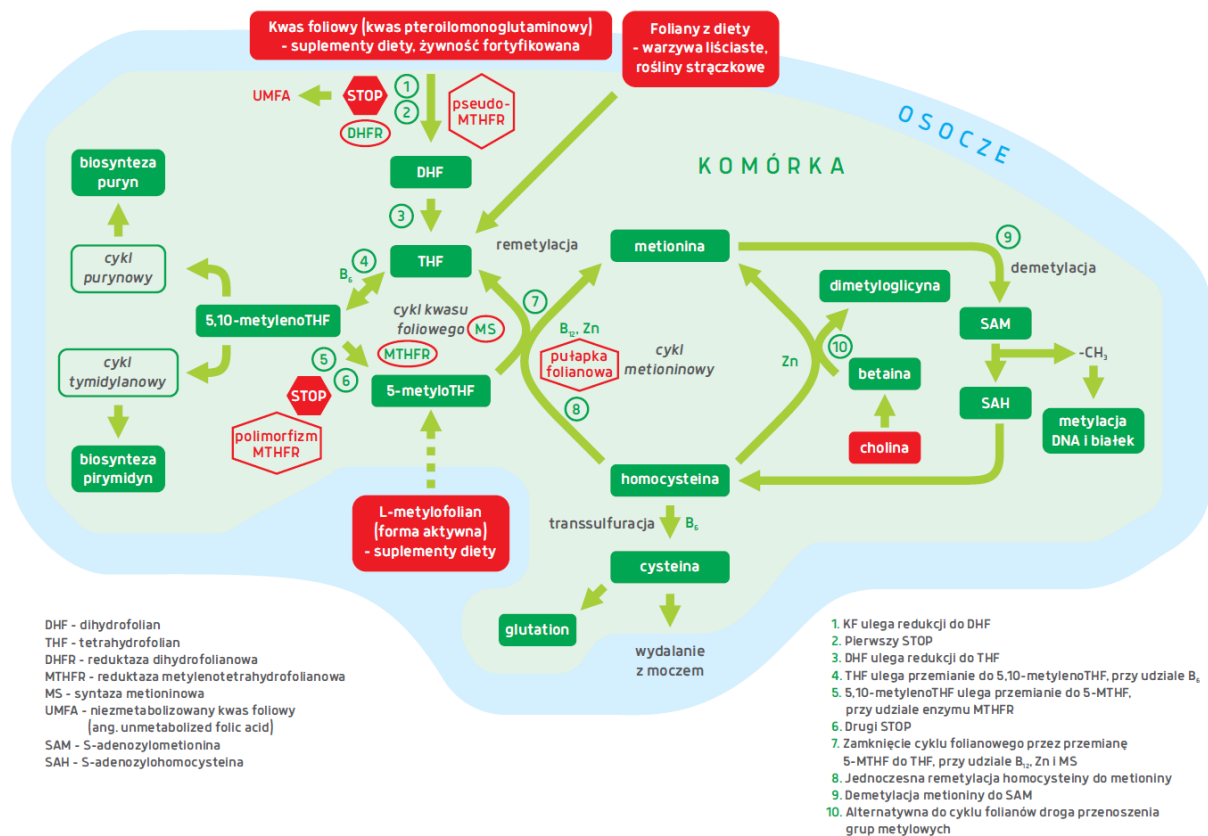 Kwas foliowy (kwas pteroilomonoglutaminowy)
- suplementy diety, żywność fortyfikowana
Foliany z diety
- warzywa liściaste,
rośliny strączkowe
UMFA
STOP
1
2
DHFR
pseudo-
MTHFR
OSOCZE
KOMÓRKA
biosynteza
puryn
DHF
3
cykl
purynowy
B₆
4
THF
remetylacja
metionina
9
demetylacja
dimetyloglicyna
SAM
5,10-metylenoTHF
cykl kwasu
foliowego
MS
7
B₁₂, Zn
pułapka
folianowa
cykl
metioninowy
Zn
10
betaina
-CH₃
cykl
tymidylanowy
5
6
MTHFR
STOP
5-metyloTHF
8
SAH
cholina
metylacja
DNA i białek
polimorfizm
MTHFR
biosynteza
pirymidyn
homocysteina
L-metylofolian
(forma aktywna)
- suplementy diety
transsulfuracja
B₆
cysteina
glutation
wydalanie
z moczem
DHF - dihydrofolian
THF - tetrahydrofolian
DHFR - reduktaza dihydrofolianowa
MTHFR - reduktaza metylenotetrahydrofolianowa
MS - syntaza metioninowa
UMFA - niezmetabolizowany kwas foliowy
(ang. unmetabolized folic acid)
SAM - S-adenozylometionina
SAH - S-adenozylohomocysteina
1. KF ulega redukcji do DHF
2. Pierwszy STOP
3. DHF ulega redukcji do THF
4. THF ulega przemianie do 5,10-metylenoTHF, przy udziale B₆
5. 5,10-metylenoTHF ulega przemianie do 5-MTHF,
przy udziale enzymu MTHFR
6. Drugi STOP
7. Zamknięcie cyklu folianowego przez przemianę
5-MTHF do THF, przy udziale B₁₂, Zn i MS
8. Jednoczesna remetylacja homocysteiny do metioniny
9. Demetylacja metioniny do SAM
10. Alternatywna do cyklu folianów droga przenoszenia
grup metylowych